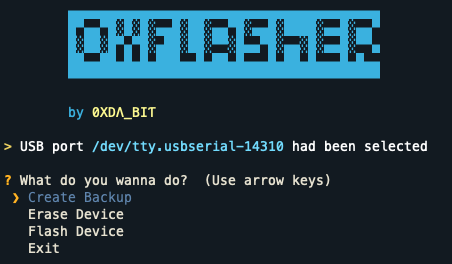 0XFLASHER
by 0XDΛ_BIT
> USB port /dev/tty.usbserial-14310 had been selected
? What do you wanna do? (Use arrow keys)
❯ Create Backup
Erase Device
Flash Device
Exit